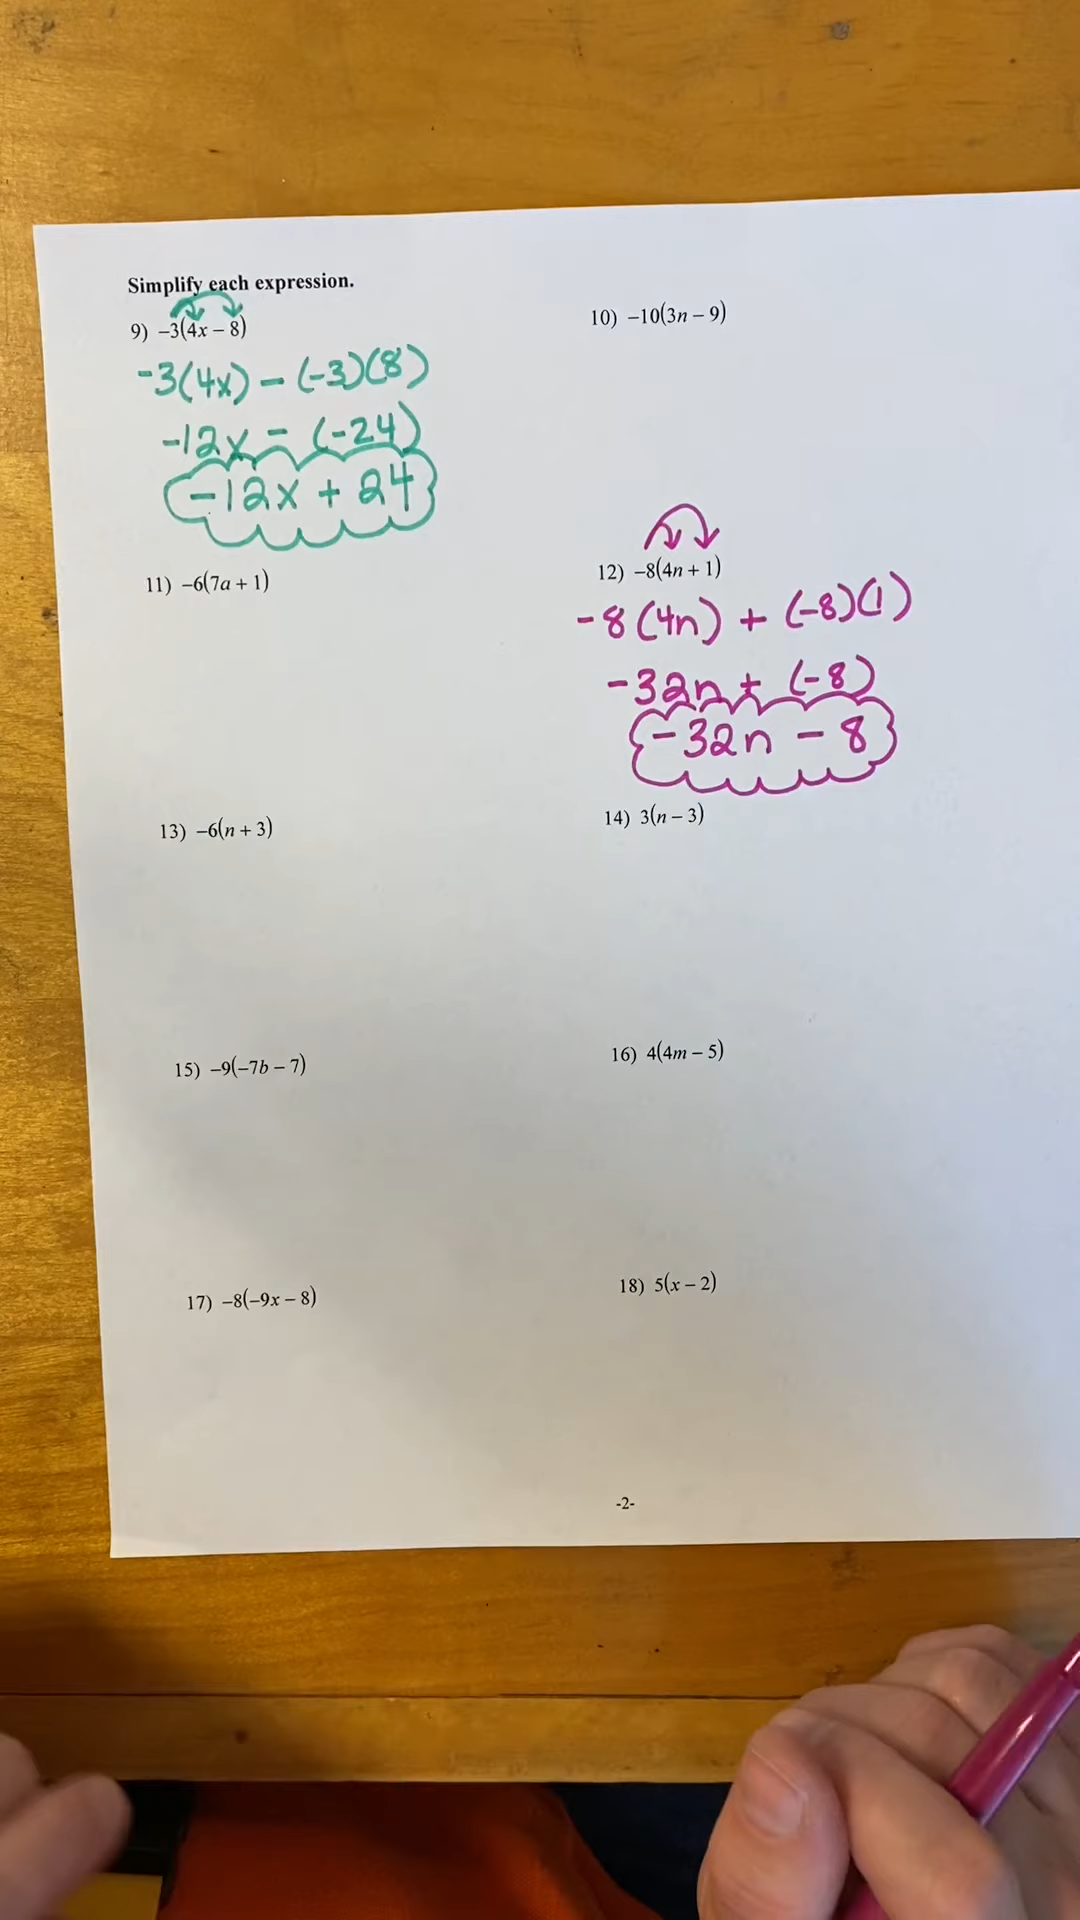 Simplify each expression.
9) −3(4x − 8)
-3(4x) - (-3)(8)
-12x - (-24)
-12x + 24
10) −10(3n − 9)
11) −6(7a + 1)
12) −8(4n + 1)
-8(4n) + (-8)(1)
-32n + (-8)
-32n - 8
13) −6(n + 3)
14) 3(n − 3)
15) −9(−7b − 7)
16) 4(4m − 5)
17) −8(−9x − 8)
18) 5(x − 2)
-2-